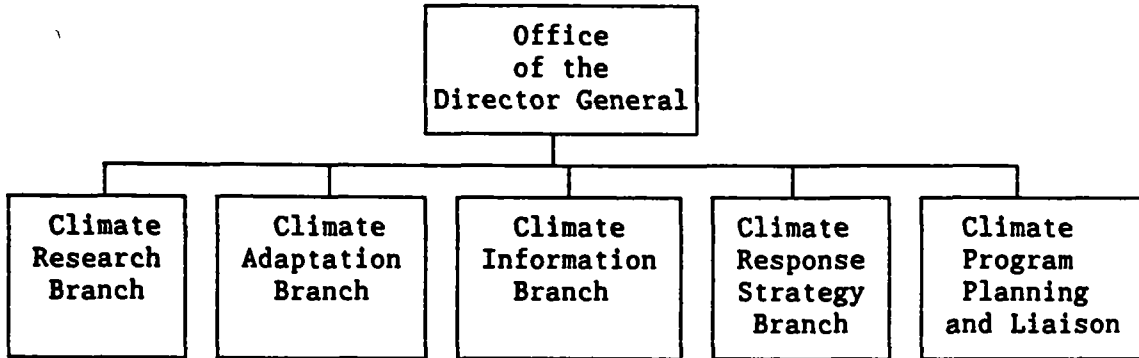 Office
of the
Director General
Climate
Research
Branch
Climate
Adaptation
Branch
Climate
Information
Branch
Climate
Response
Strategy
Branch
Climate
Program
Planning
and Liaison